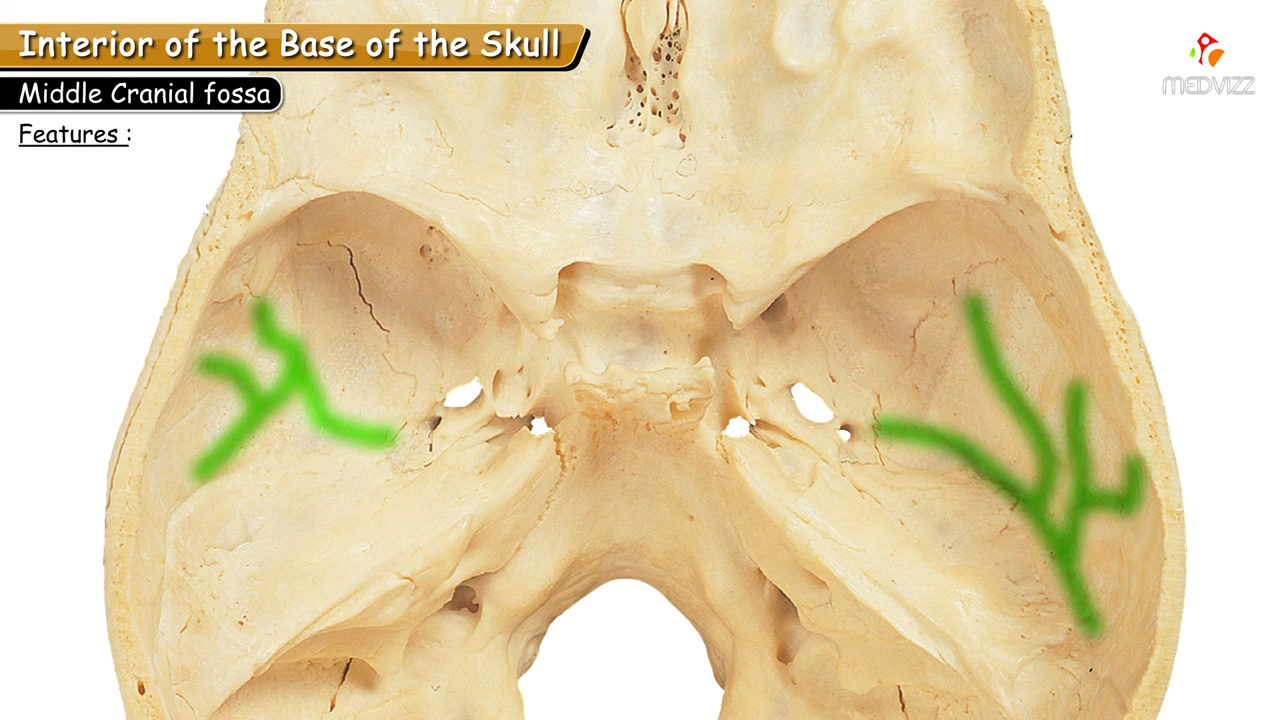 Interior of the Base of the Skull
Middle Cranial fossa
Features :
MEDVIZZ